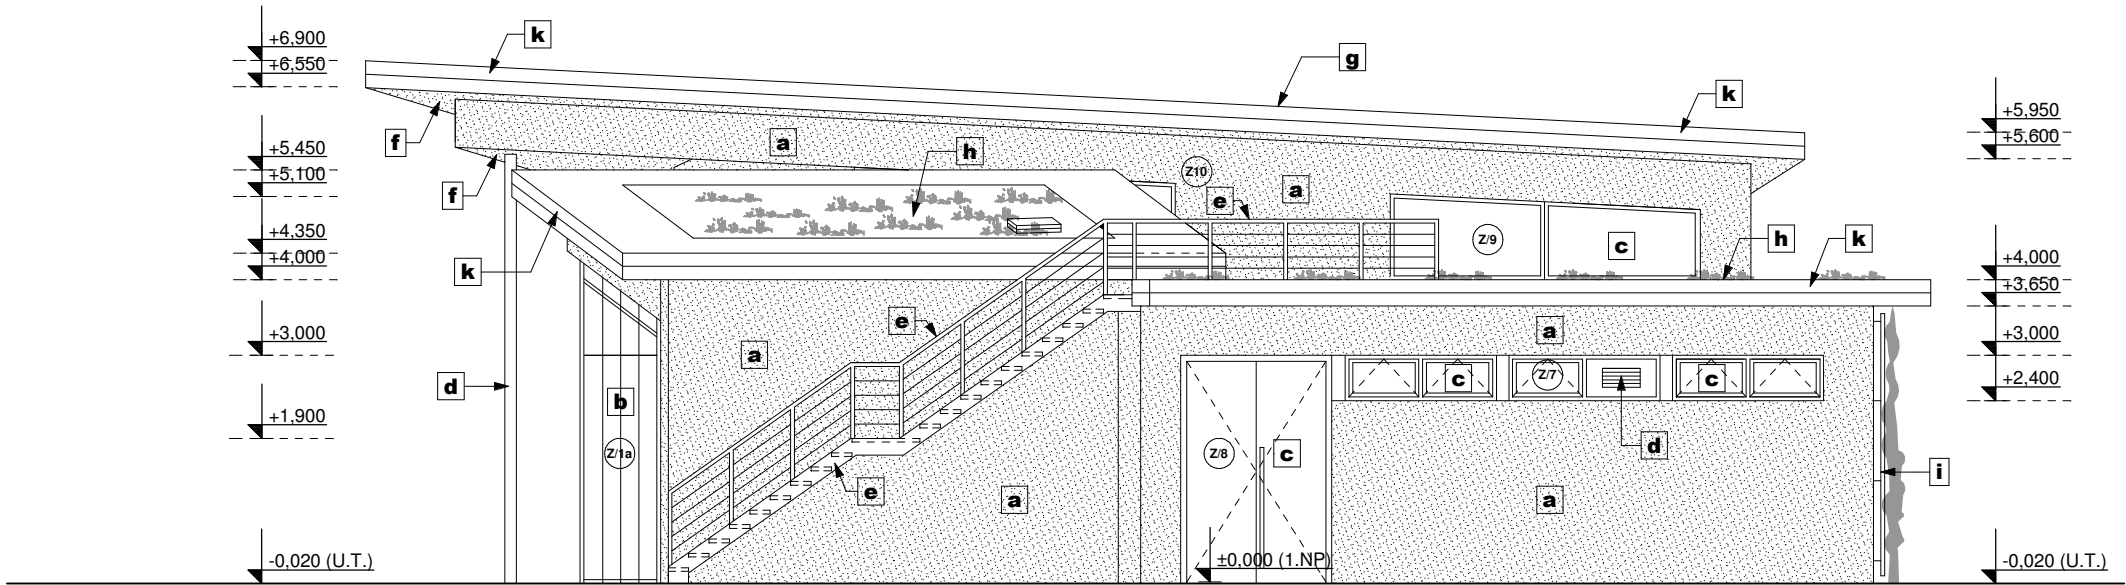 +6,900
k
g
+6,550
k
+5,950
f
a
h
+5,600
+5,450
f
Z10
a
+5,100
e
+4,350
k
Z/9
c
h
k
+4,000
+4,000
+3,650
e
a
+3,000
a
+3,000
d
b
c
Z/7
c
+2,400
+1,900
Z/1a
Z/8
c
d
e
a
a
i
-0,020 (U.T.)
±0,000 (1.NP)
-0,020 (U.T.)